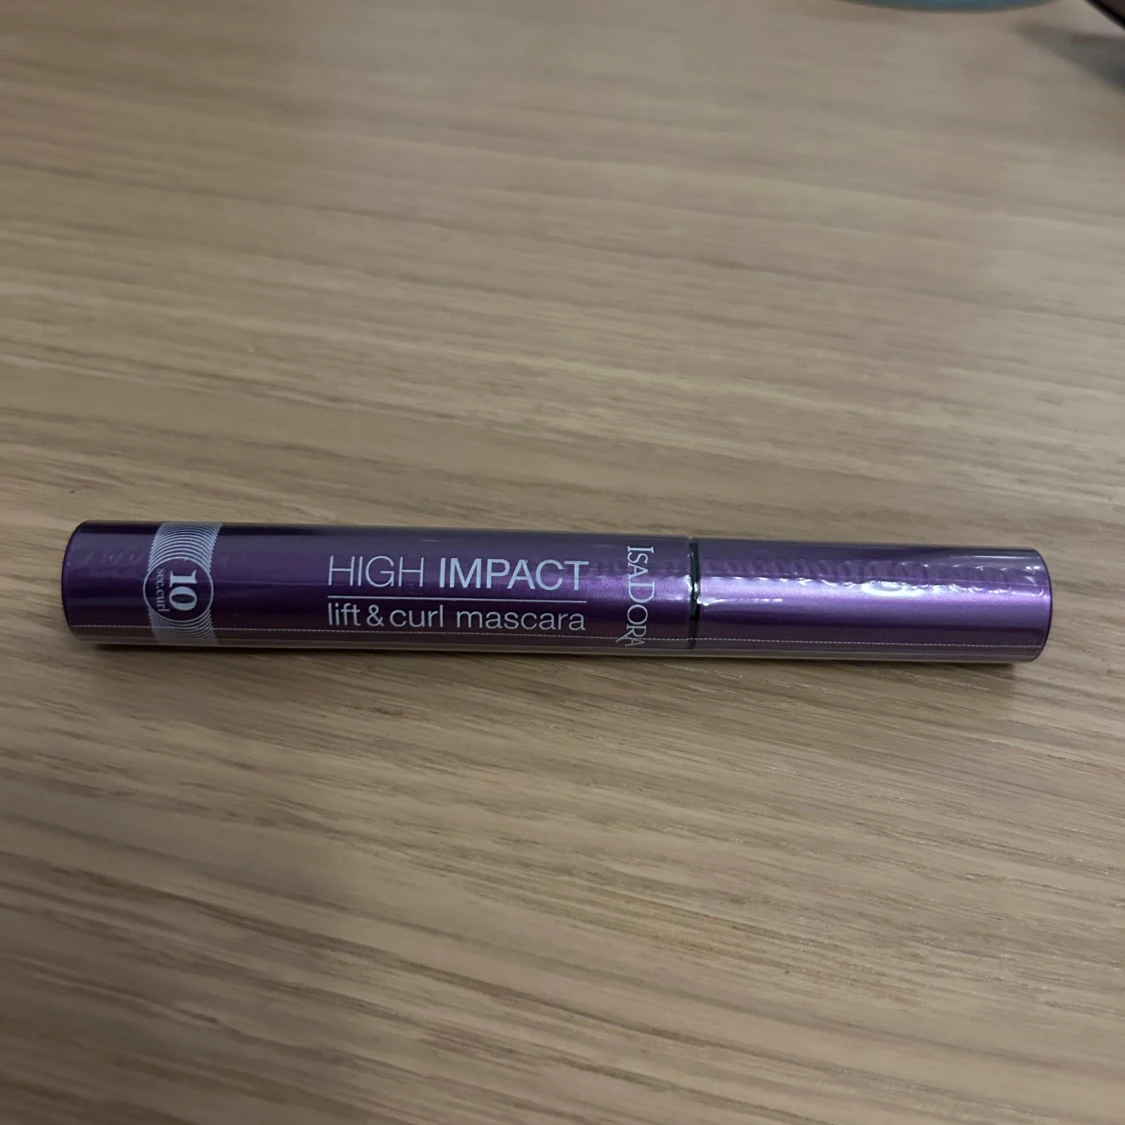 10
sec.curl
HIGH IMPACT
lift & curl mascara
ISADORA